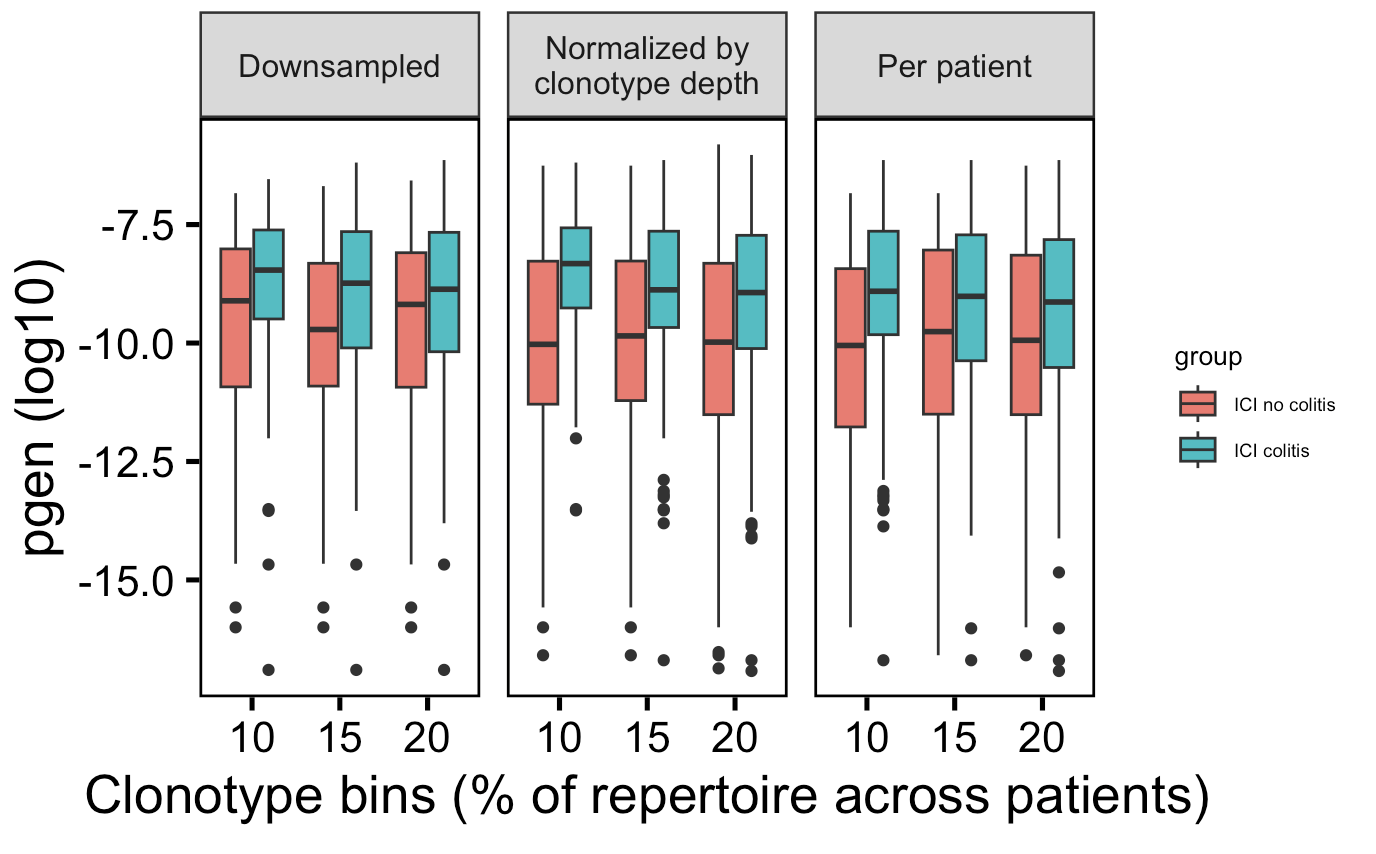 Downsampled
Normalized by
clonotype depth
Per patient
pgen (log10)
-7.5
-10.0
-12.5
-15.0
10 15 20
10 15 20
10 15 20
Clonotype bins (% of repertoire across patients)
group
ICI no colitis
ICI colitis